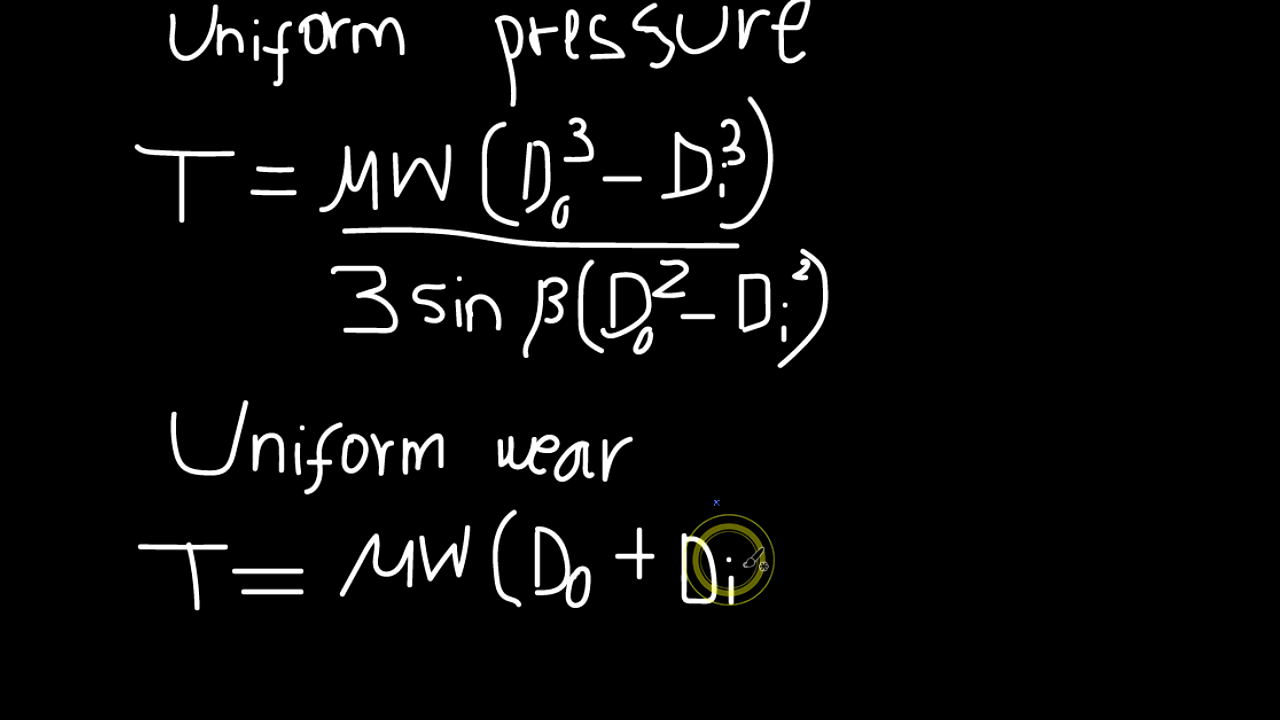 Uniform pressure
T = μW (D₀³ - Dᵢ³)
3 sin β (D₀² - Dᵢ²)
Uniform wear
T = μW (D₀ + Dᵢ